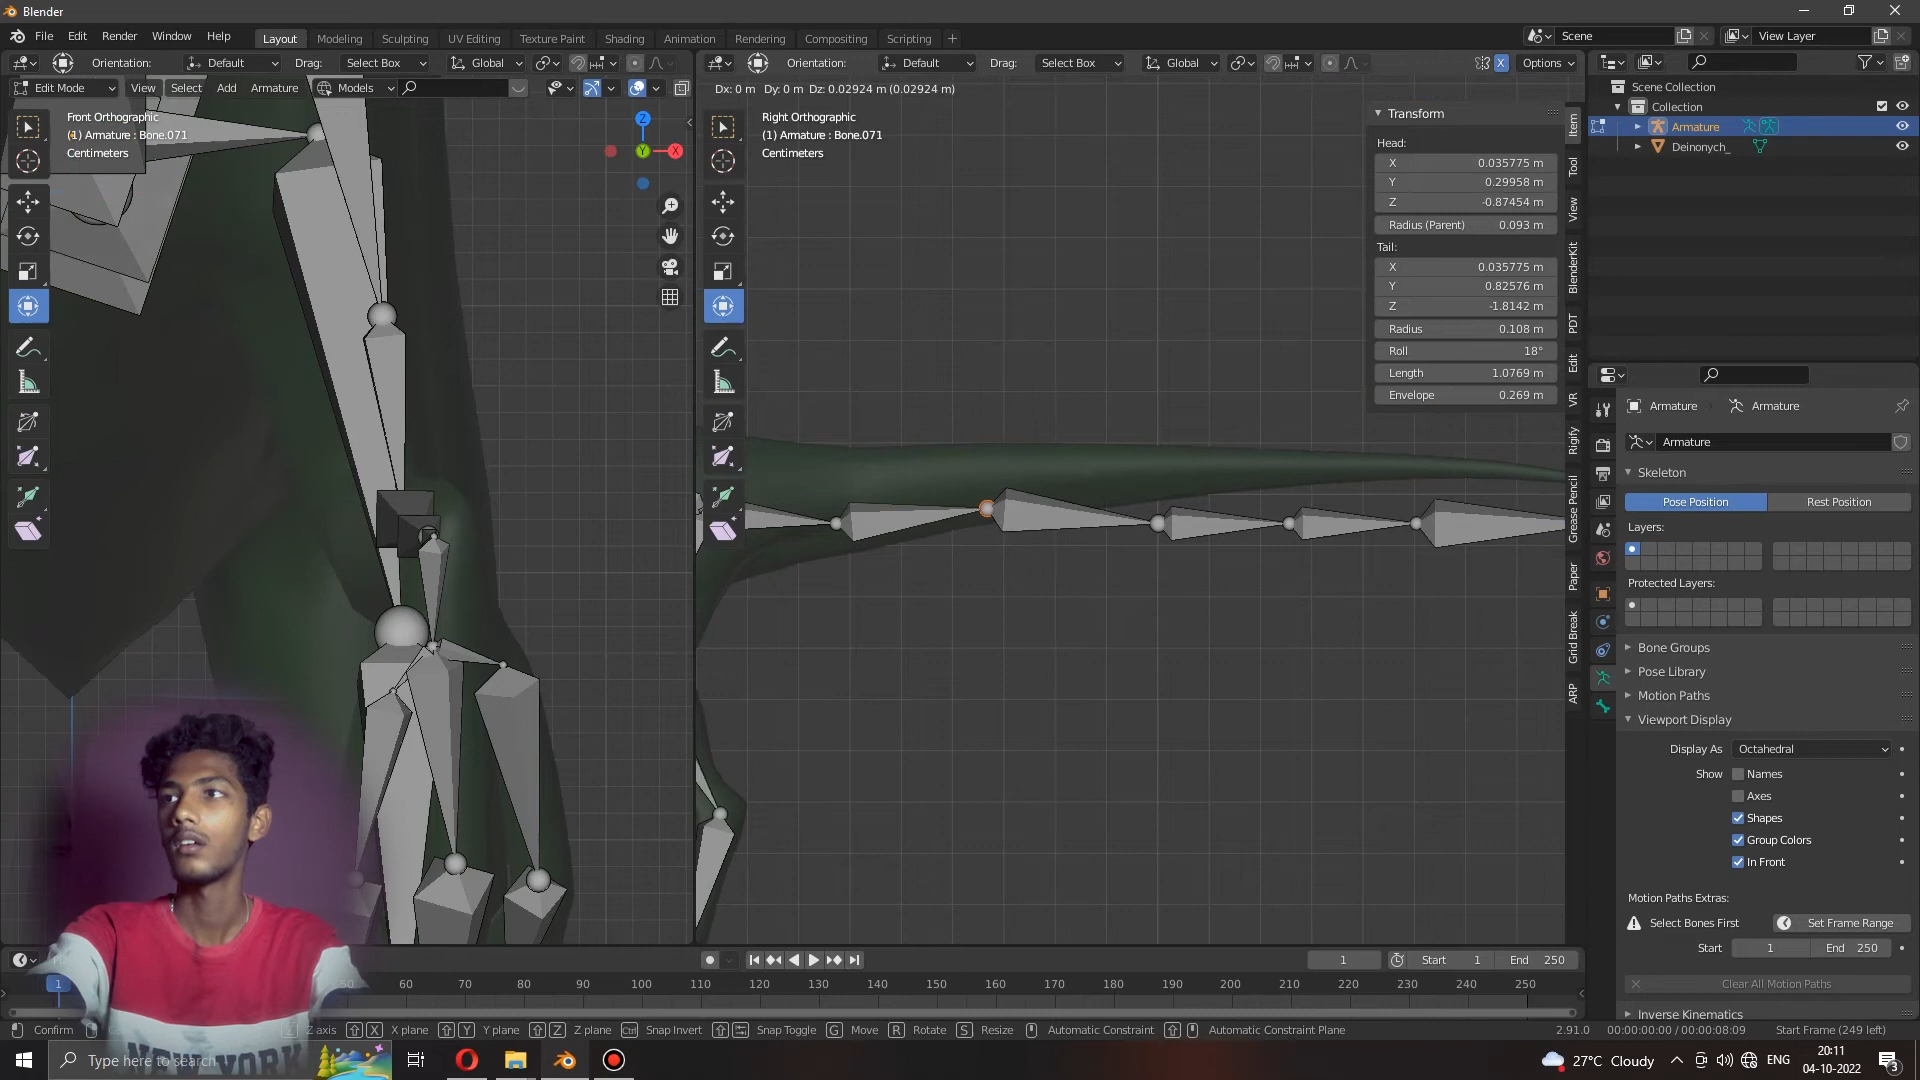 Blender
File Edit Render Window Help
Layout Modeling Sculpting UV Editing Texture Paint Shading Animation Rendering Compositing Scripting
Scene
View Layer
Orientation: Default Drag: Select Box Global
Orientation: Default Drag: Select Box Global
X Options
Edit Mode View Select Add Armature Models
Dx: 0 m Dy: 0 m Dz: 0.02924 m (0.02924 m)
Front Orthographic
(1) Armature : Bone.071
Centimeters
Z
Y
X
Right Orthographic
(1) Armature : Bone.071
Centimeters
Transform
Head:
X 0.035775 m
Y 0.29958 m
Z -0.87454 m
Radius (Parent) 0.093 m
Tail:
X 0.035775 m
Y 0.82576 m
Z -1.8142 m
Radius 0.108 m
Roll 18°
Length 1.0769 m
Envelope 0.269 m
Item
Tool
View
BlenderKit
PDT
Edit
VR
Rigify
Grease Pencil
Paper
Grid Break
ARP
Scene Collection
Collection
Armature
Deinonych_
Armature Armature
Armature
Skeleton
Pose Position Rest Position
Layers:
Protected Layers:
Bone Groups
Pose Library
Motion Paths
Viewport Display
Display As Octahedral
Show Names
Axes
Shapes
Group Colors
In Front
Motion Paths Extras:
Select Bones First Set Frame Range
Start 1 End 250
Clear All Motion Paths
Inverse Kinematics
1 Start 1 End 250
1 50 60 70 80 90 100 110 120 130 140 150 160 170 180 190 200 210 220 230 240 250
Confirm Z axis X X plane Y Y plane Z Z plane Ctrl Snap Invert Snap Toggle G Move R Rotate S Resize Automatic Constraint Automatic Constraint Plane
2.91.0 00:00:00:00 / 00:00:08:09 Start Frame (249 left)
NEW YORK
Type here to search
27°C Cloudy ENG 20:11
04-10-2022
3